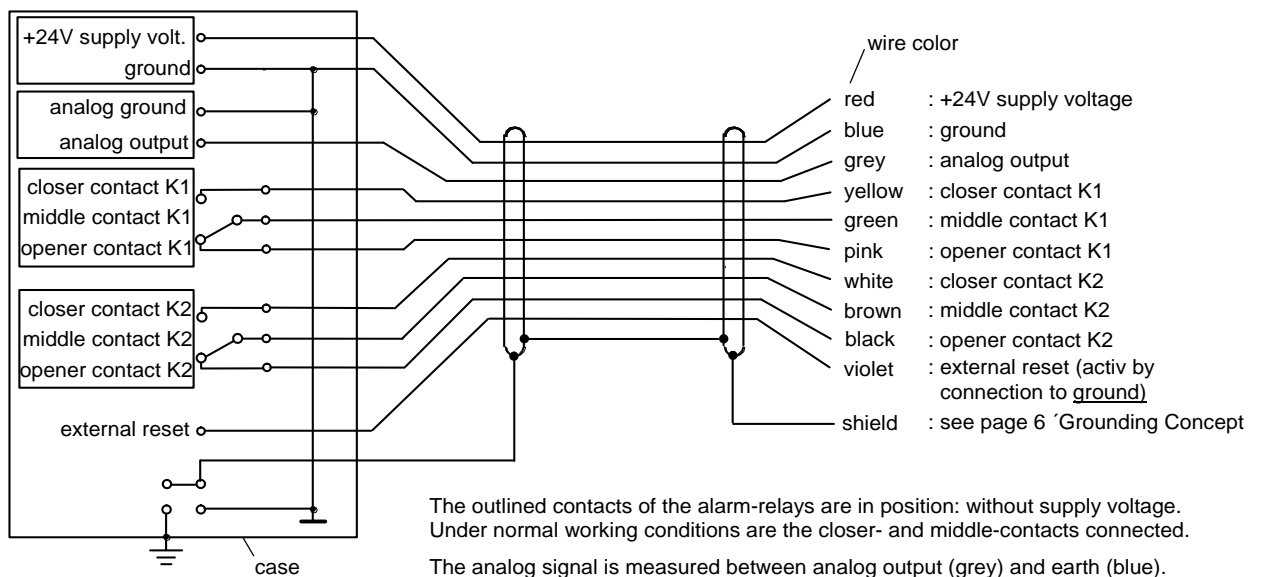 +24V supply volt.
ground
analog ground
analog output
closer contact K1
middle contact K1
opener contact K1
closer contact K2
middle contact K2
opener contact K2
external reset
case
wire color
red : +24V supply voltage
blue : ground
grey : analog output
yellow : closer contact K1
green : middle contact K1
pink : opener contact K1
white : closer contact K2
brown : middle contact K2
black : opener contact K2
violet : external reset (activ by
connection to ground)
shield : see page 6 ´Grounding Concept
The outlined contacts of the alarm-relays are in position: without supply voltage.
Under normal working conditions are the closer- and middle-contacts connected.
The analog signal is measured between analog output (grey) and earth (blue).